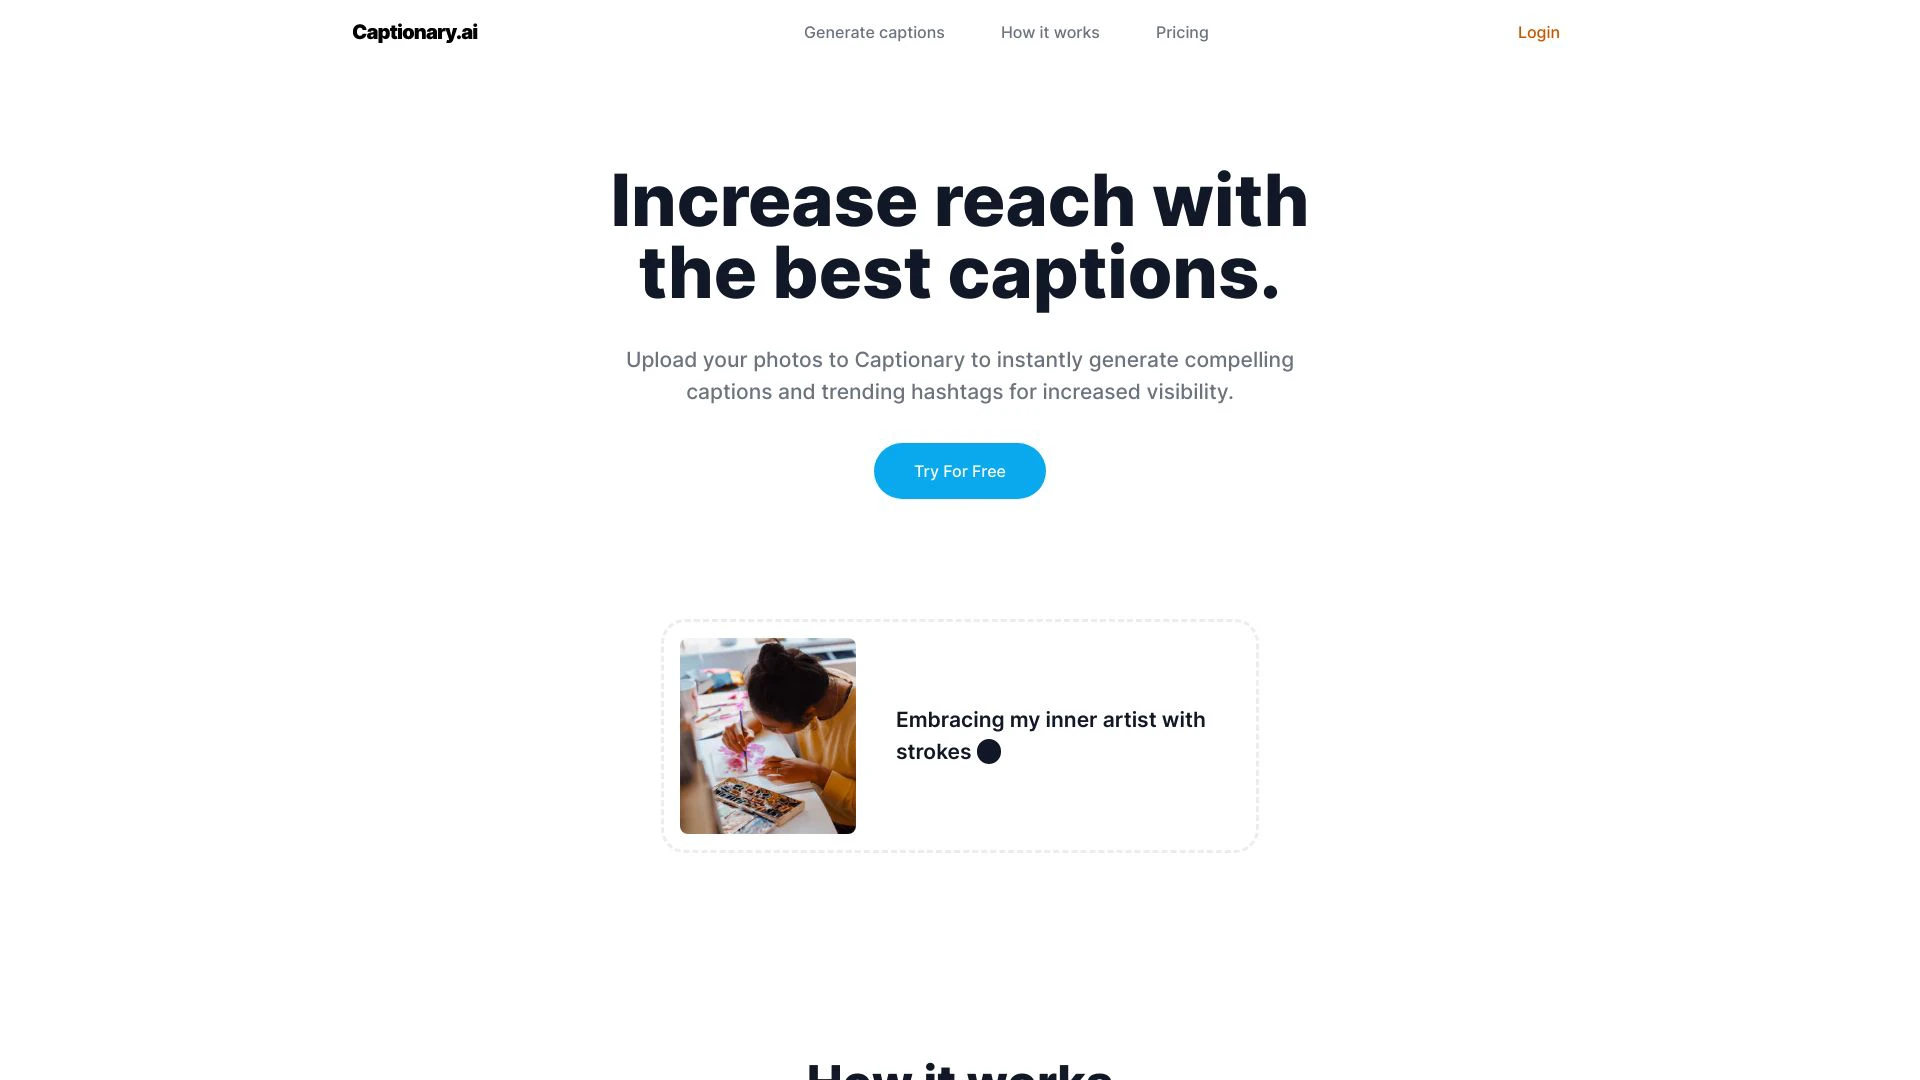 Captionary.ai
Generate captions
How it works
Pricing
Login
Increase reach with
the best captions.
Upload your photos to Captionary to instantly generate compelling
captions and trending hashtags for increased visibility.
Try For Free
Embracing my inner artist with
strokes
How it works